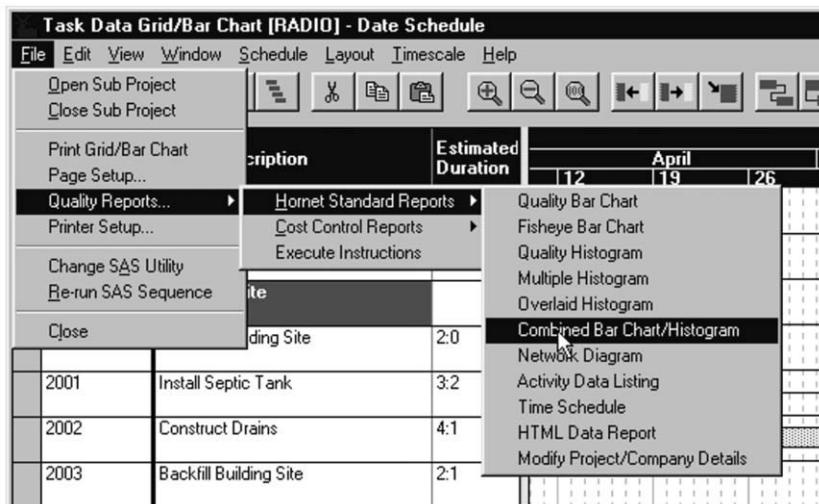 Task Data Grid/Bar Chart [RADIO] - Date Schedule
File Edit View Window Schedule Layout Timescale Help
Open Sub Project
Close Sub Project
Print Grid/Bar Chart
Page Setup...
Quality Reports...
Printer Setup...
Change SAS Utility
Re-run SAS Sequence
Close
Hornet Standard Reports
Cost Control Reports
Execute Instructions
Quality Bar Chart
Fisheye Bar Chart
Quality Histogram
Multiple Histogram
Overlaid Histogram
Combined Bar Chart/Histogram
Network Diagram
Activity Data Listing
Time Schedule
HTML Data Report
Modify Project/Company Details
cription
Estimated
Duration
April
12 19 26
ite
ding Site 2:0
2001 Install Septic Tank 3:2
2002 Construct Drains 4:1
2003 Backfill Building Site 2:1